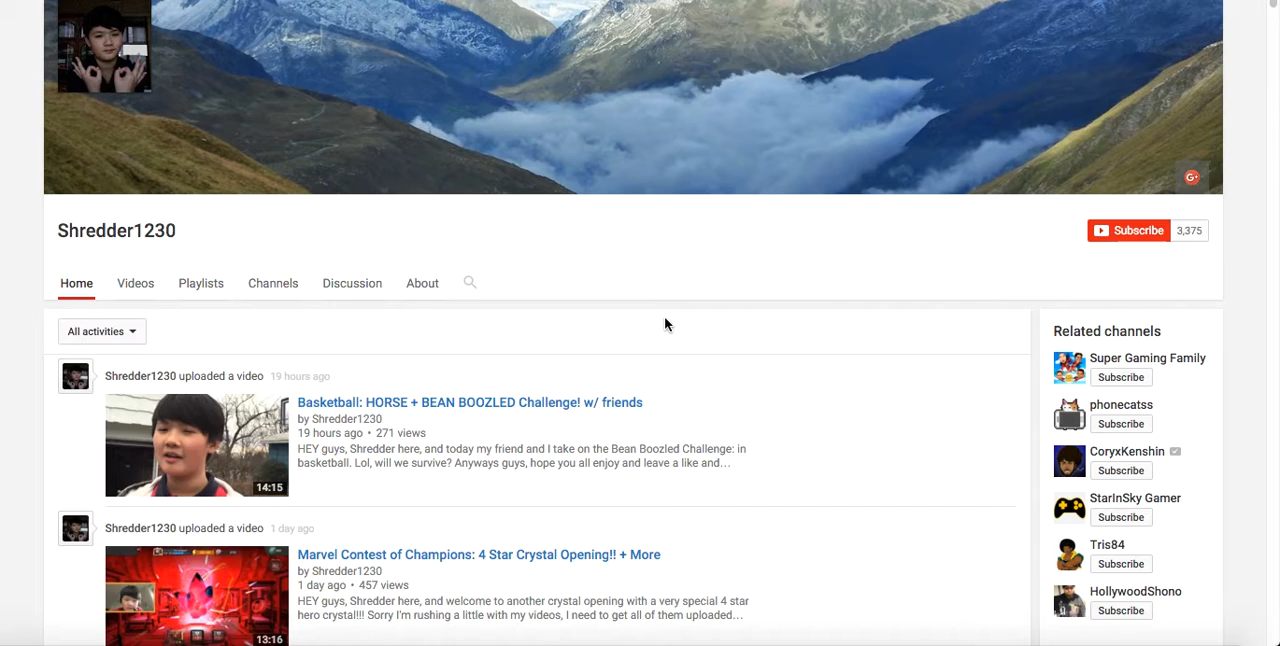 G+
Shredder1230
Subscribe 3,375
Home Videos Playlists Channels Discussion About
All activities
Shredder1230 uploaded a video 19 hours ago
Basketball: HORSE + BEAN BOOZLED Challenge! w/ friends
by Shredder1230
19 hours ago • 271 views
HEY guys, Shredder here, and today my friend and I take on the Bean Boozled Challenge: in
basketball. Lol, will we survive? Anyways guys, hope you all enjoy and leave a like and...
14:15
Shredder1230 uploaded a video 1 day ago
Marvel Contest of Champions: 4 Star Crystal Opening!! + More
by Shredder1230
1 day ago • 457 views
HEY guys, Shredder here, and welcome to another crystal opening with a very special 4 star
hero crystal!!! Sorry I'm rushing a little with my videos, I need to get all of them uploaded...
13:16
Related channels
Super Gaming Family
Subscribe
phonecatss
Subscribe
CoryxKenshin
Subscribe
StarInSky Gamer
Subscribe
Tris84
Subscribe
HollywoodShono
Subscribe